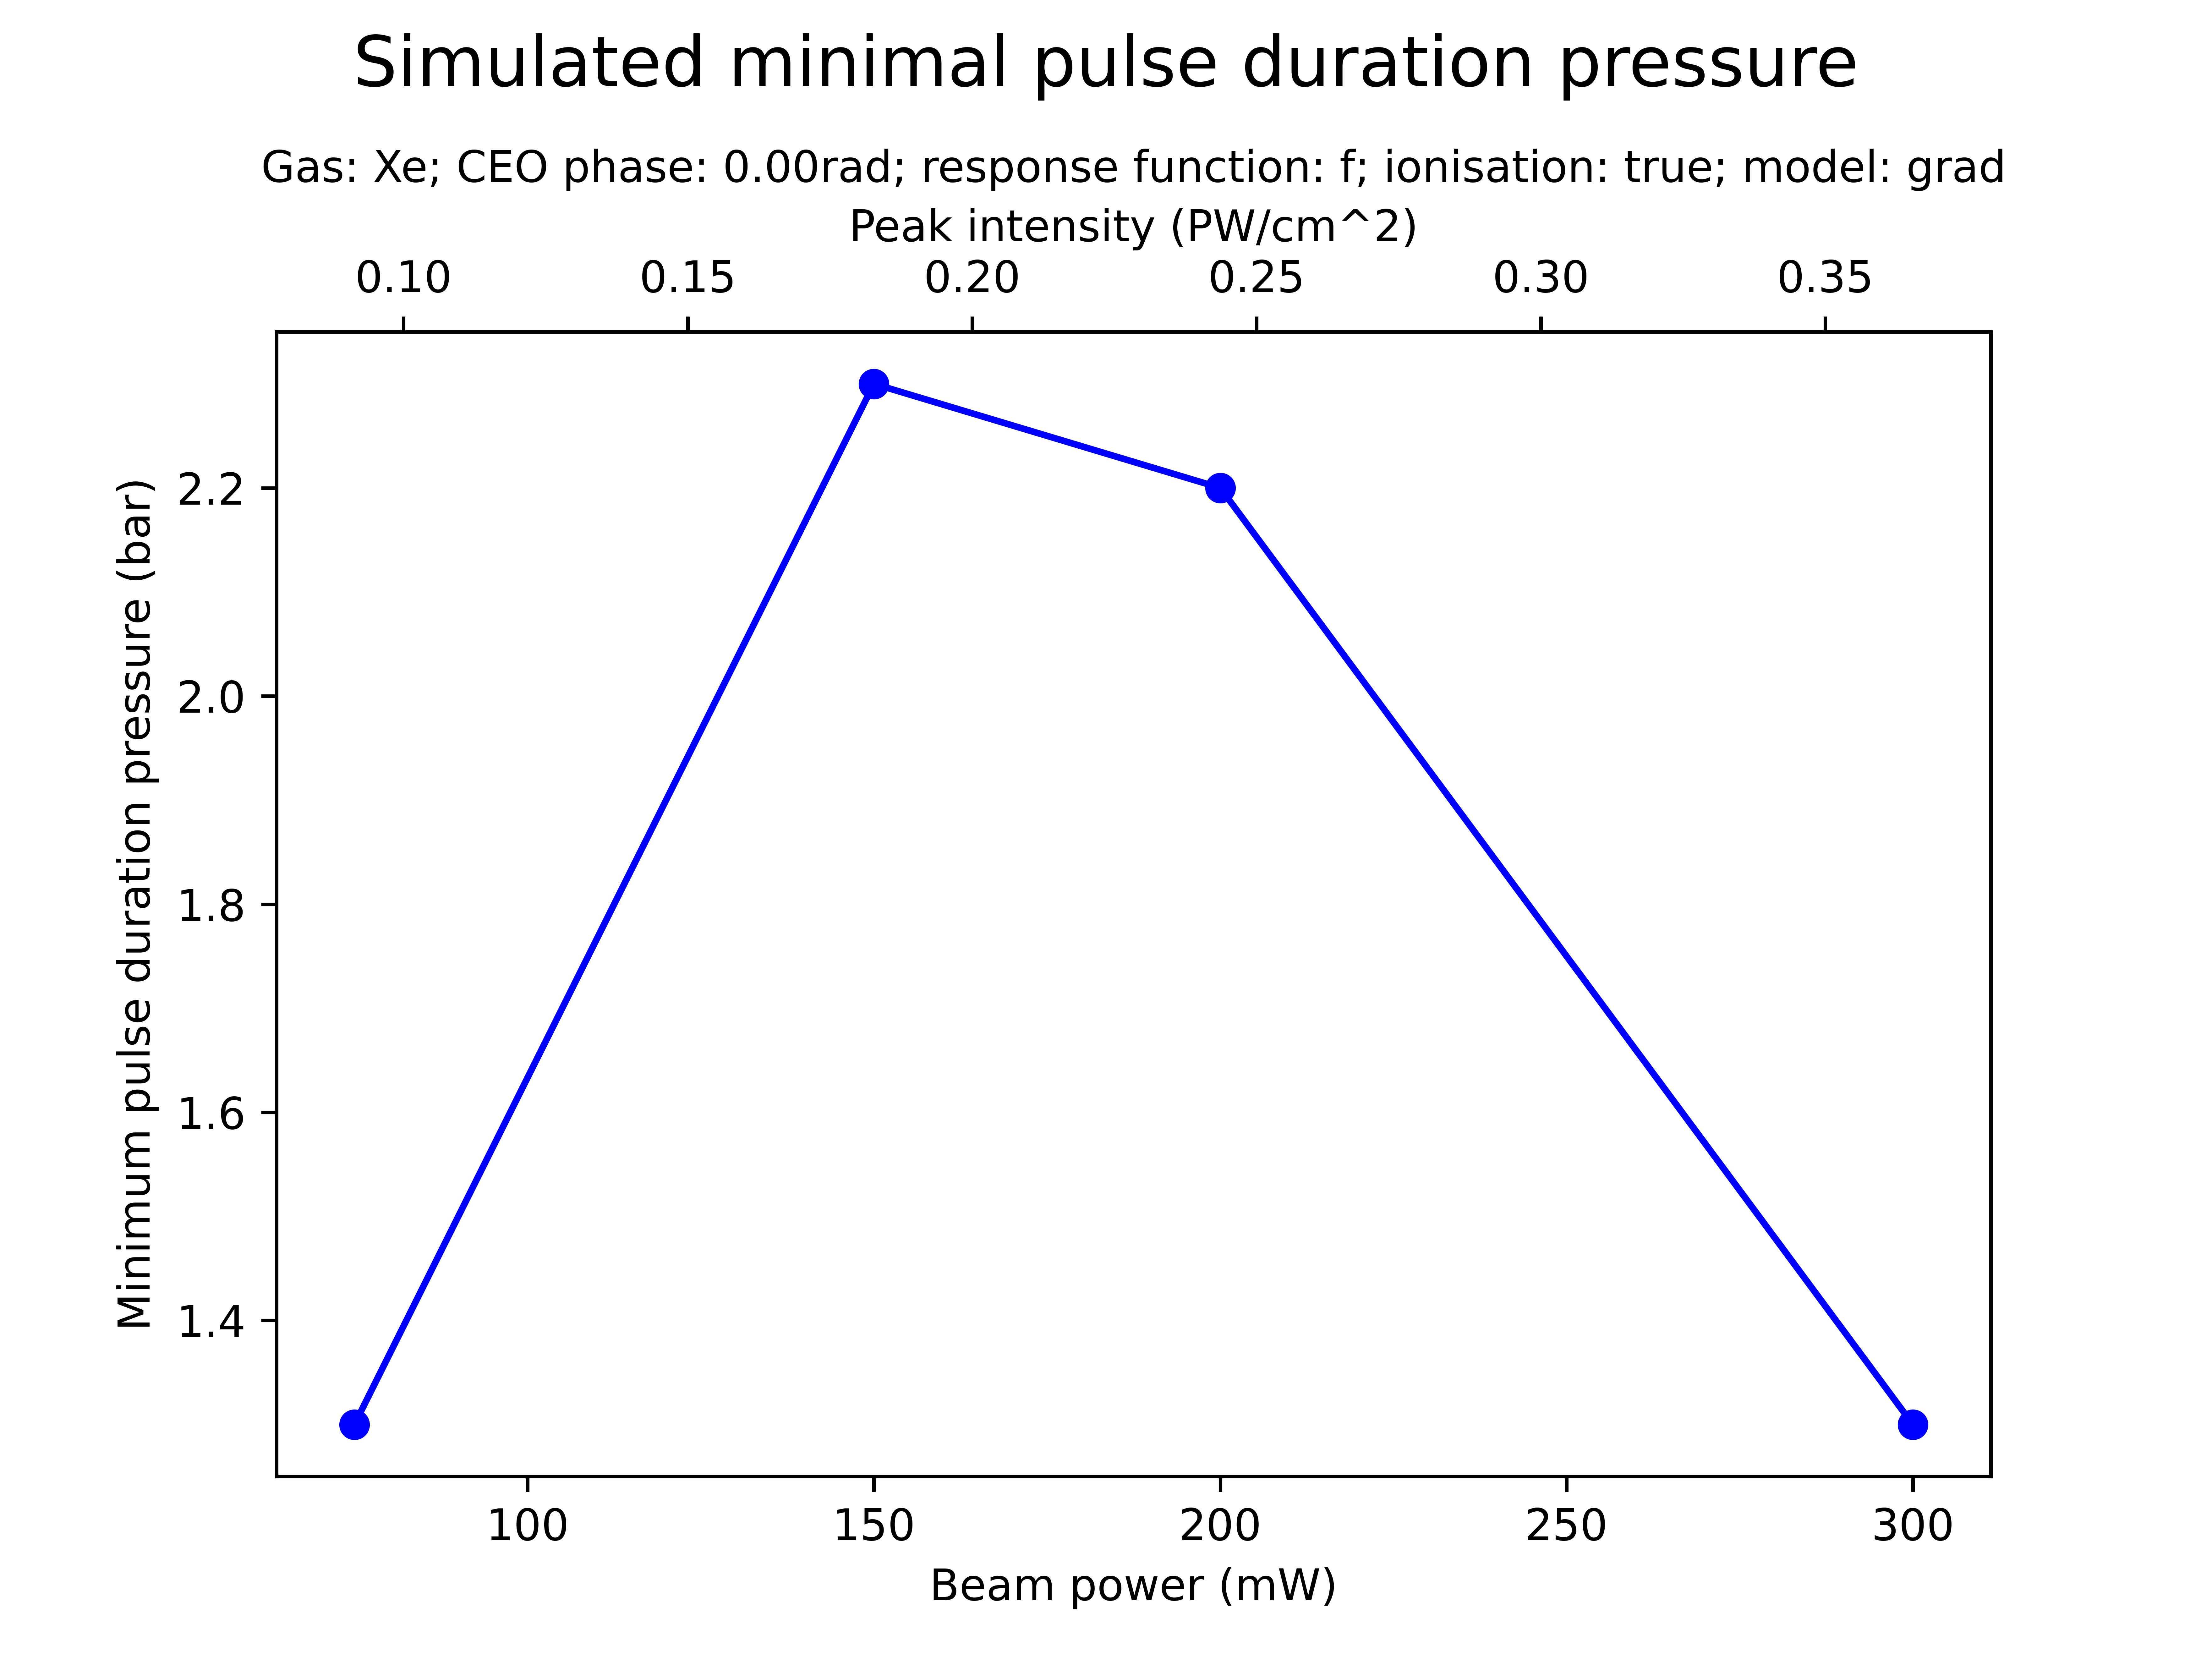 Simulated minimal pulse duration pressure
Gas: Xe; CEO phase: 0.00rad; response function: f; ionisation: true; model: grad
Peak intensity (PW/cm^2)
0.10 0.15 0.20 0.25 0.30 0.35
Minimum pulse duration pressure (bar)
2.2
2.0
1.8
1.6
1.4
100 150 200 250 300
Beam power (mW)